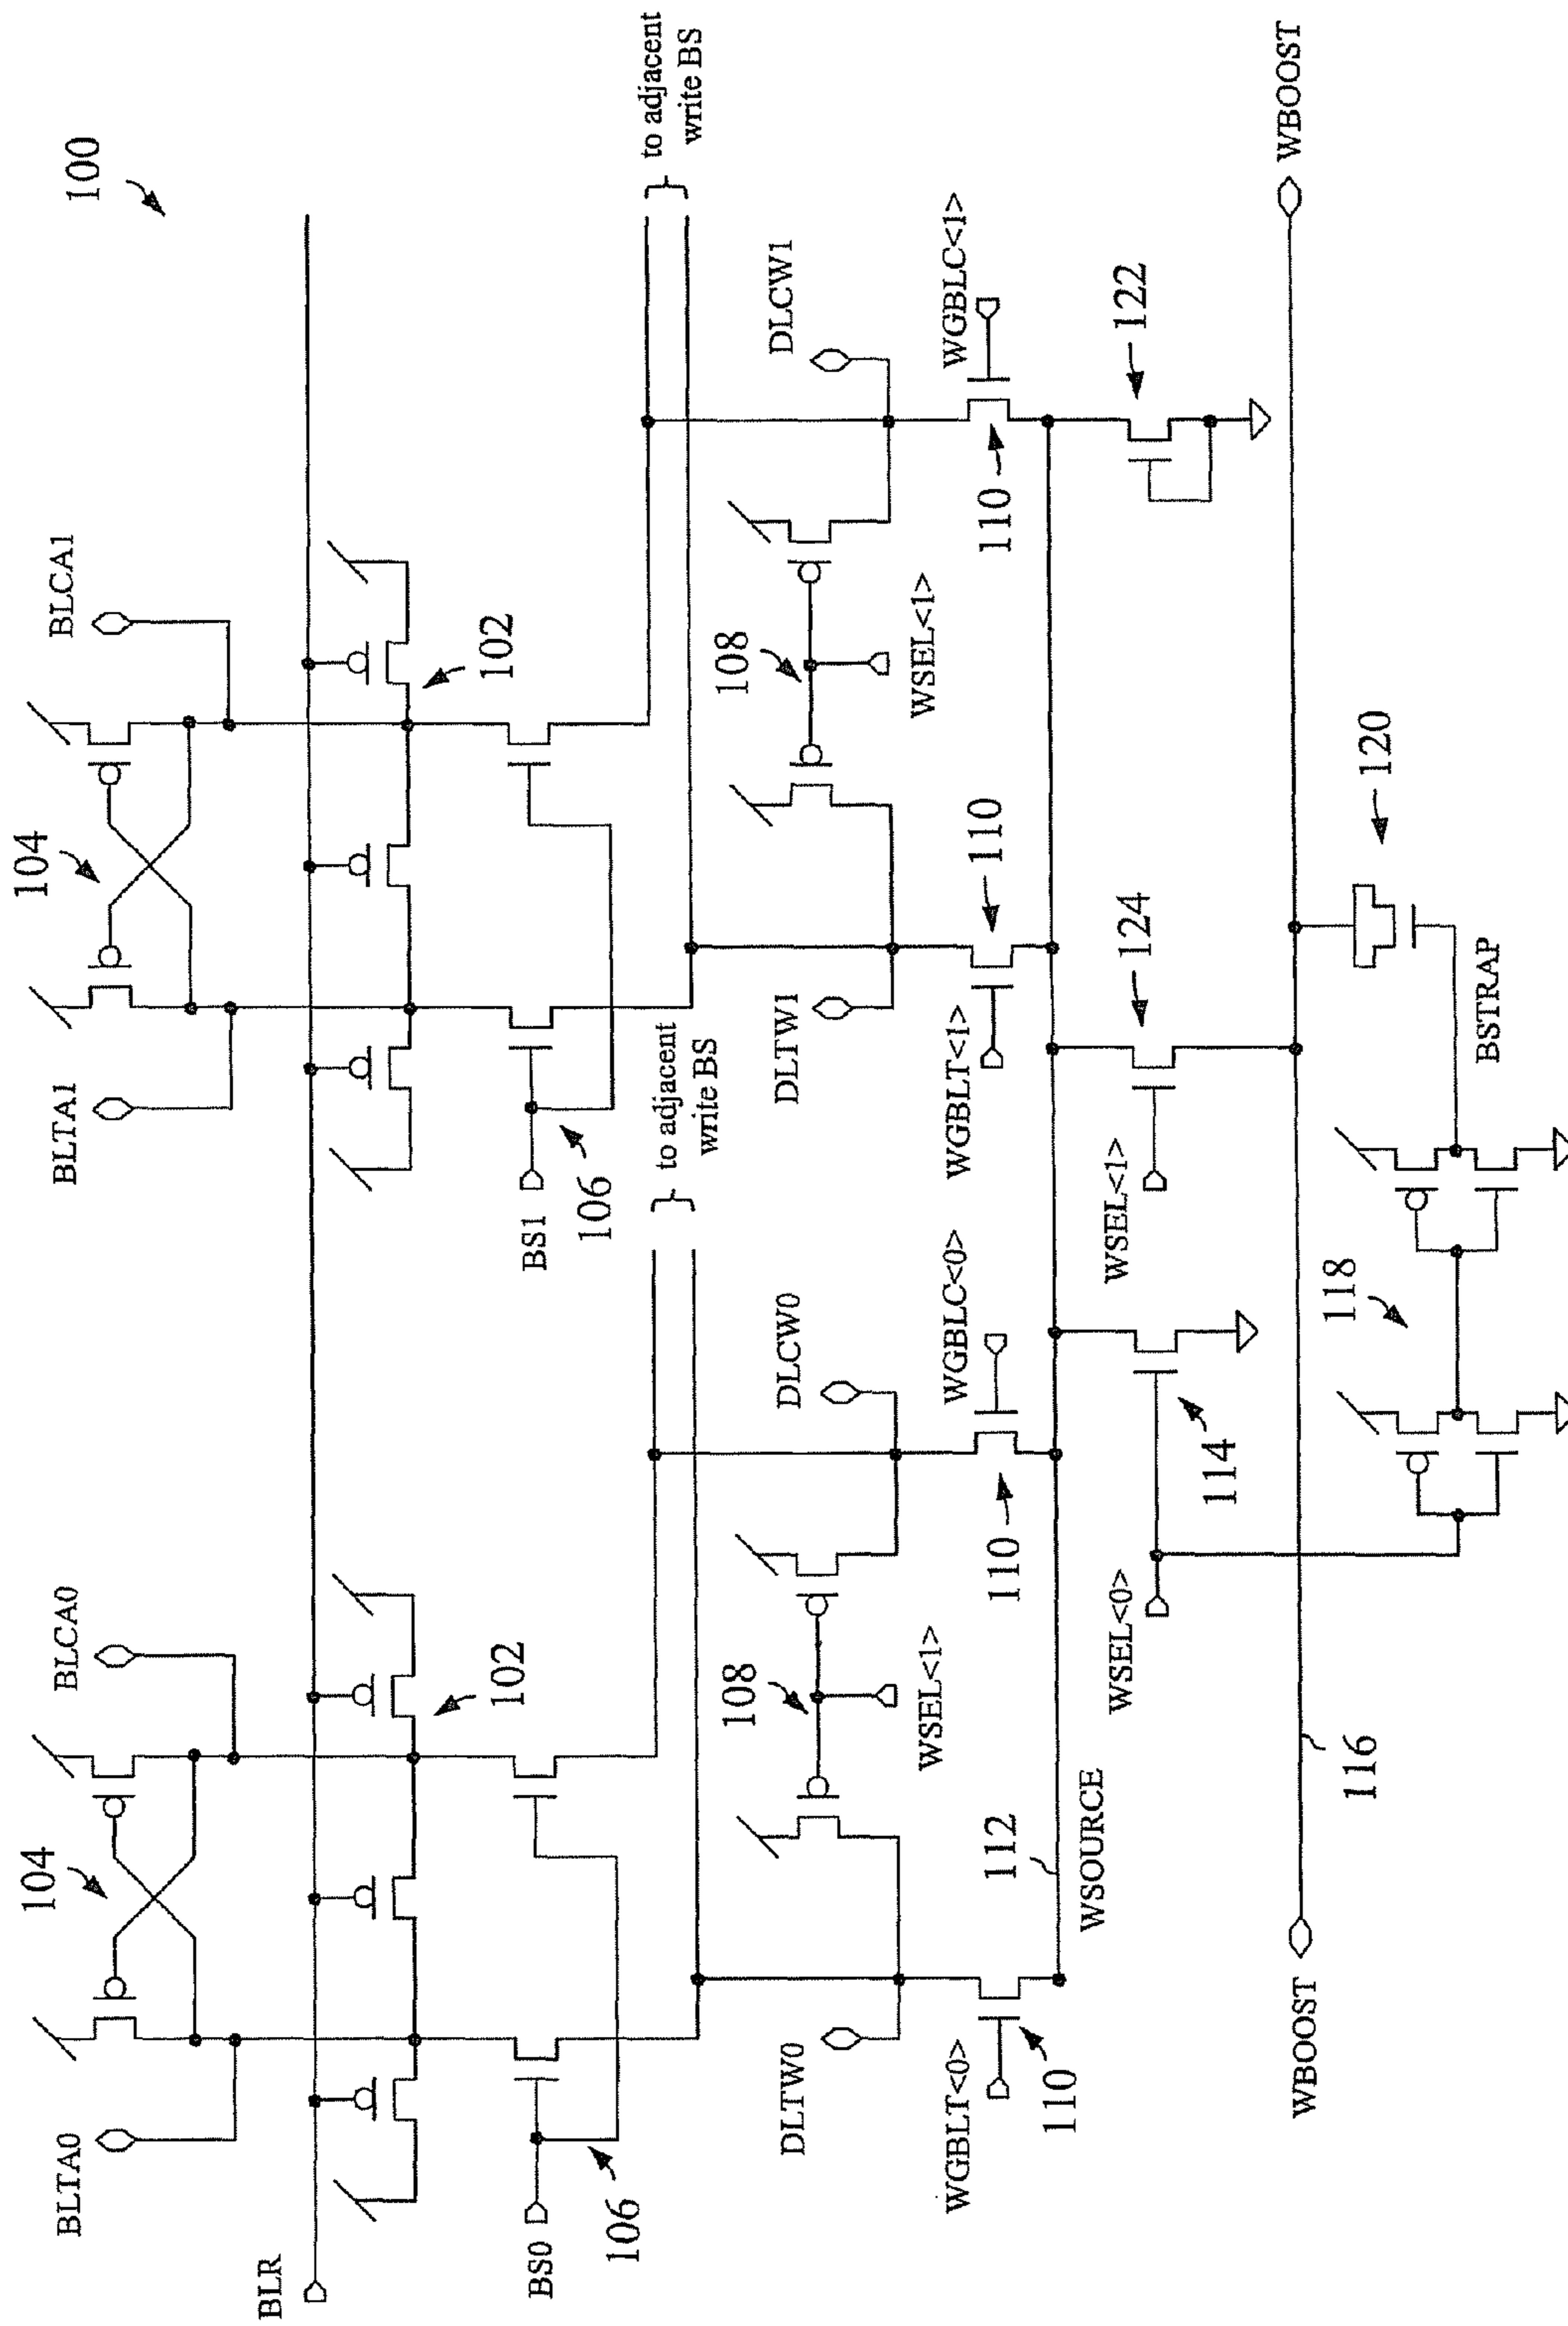 100
BLTA0
BLCA0
BLTA1
BLCA1
104
104
BLR
102
102
BS0
106
BS1
106
to adjacent
write BS
to adjacent
write BS
DLTW0
108
WSEL<1>
DLCW0
DLTW1
108
WSEL<1>
DLCW1
WGBLT<0>
110
110
WGBLC<0>
WGBLT<1>
110
110
WGBLC<1>
112
WSOURCE
WSEL<0>
114
WSEL<1>
124
122
WBOOST
116
WBOOST
118
BSTRAP
120